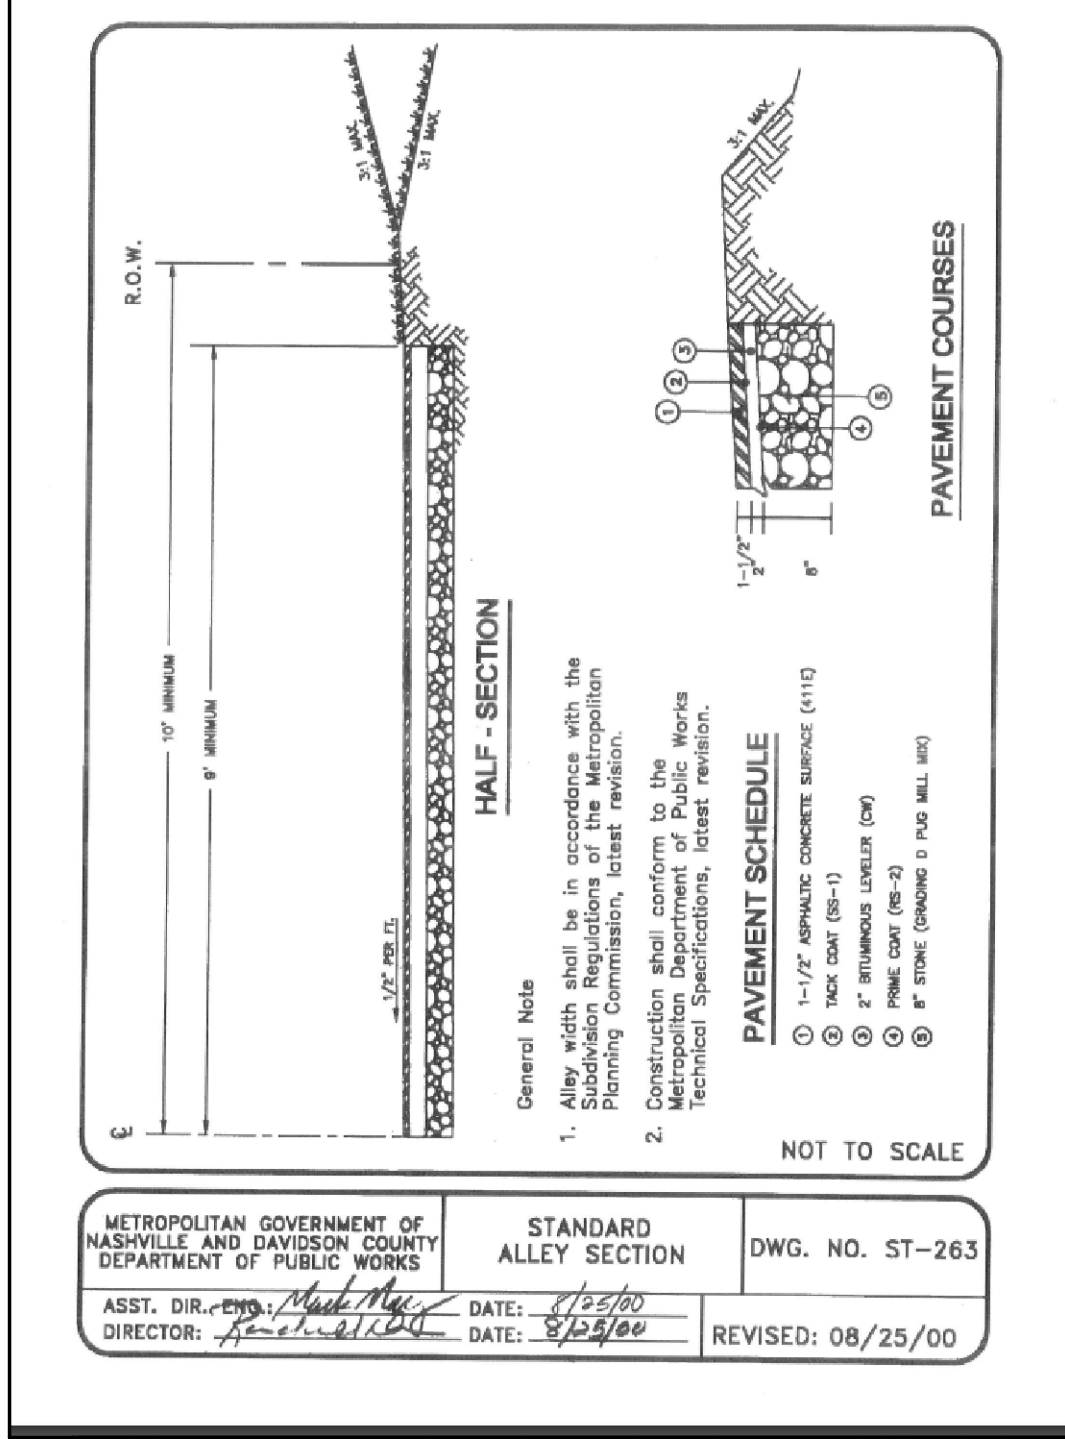 R.O.W.
℄
10' MINIMUM
9' MINIMUM
3:1 MAX.
3:1 MAX.
1/2" PER FT.
HALF - SECTION
General Note
1. Alley width shall be in accordance with the
Subdivision Regulations of the Metropolitan
Planning Commission, latest revision.
2. Construction shall conform to the
Metropolitan Department of Public Works
Technical Specifications, latest revision.
3:1 MAX.
1
2
3
4
5
1-1/2"
2"
8"
PAVEMENT COURSES
PAVEMENT SCHEDULE
1 1-1/2" ASPHALTIC CONCRETE SURFACE (411E)
2 TACK COAT (SS-1)
3 2" BITUMINOUS LEVELER (CW)
4 PRIME COAT (RS-2)
5 8" STONE (GRADING D PUG MILL MIX)
NOT TO SCALE
METROPOLITAN GOVERNMENT OF
NASHVILLE AND DAVIDSON COUNTY
DEPARTMENT OF PUBLIC WORKS
STANDARD
ALLEY SECTION
DWG. NO. ST-263
ASST. DIR. ENG.: DATE: 8/25/00
DIRECTOR: DATE: 8/25/00
REVISED: 08/25/00